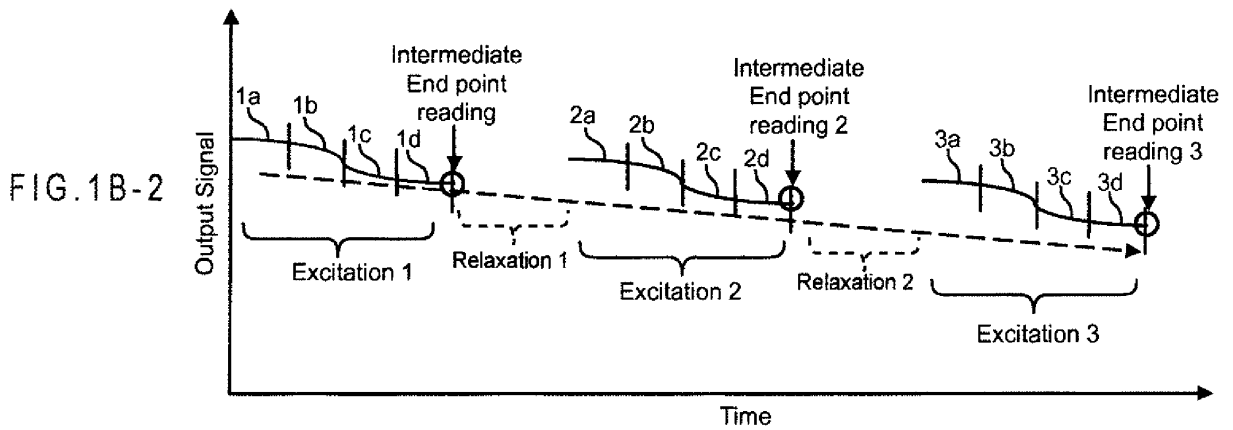 FIG.1B-2
Output Signal
1a
1b
1c
1d
Intermediate
End point
reading
2a
2b
2c
2d
Intermediate
End point
reading 2
3a
3b
3c
3d
Intermediate
End point
reading 3
Excitation 1
Relaxation 1
Excitation 2
Relaxation 2
Excitation 3
Time